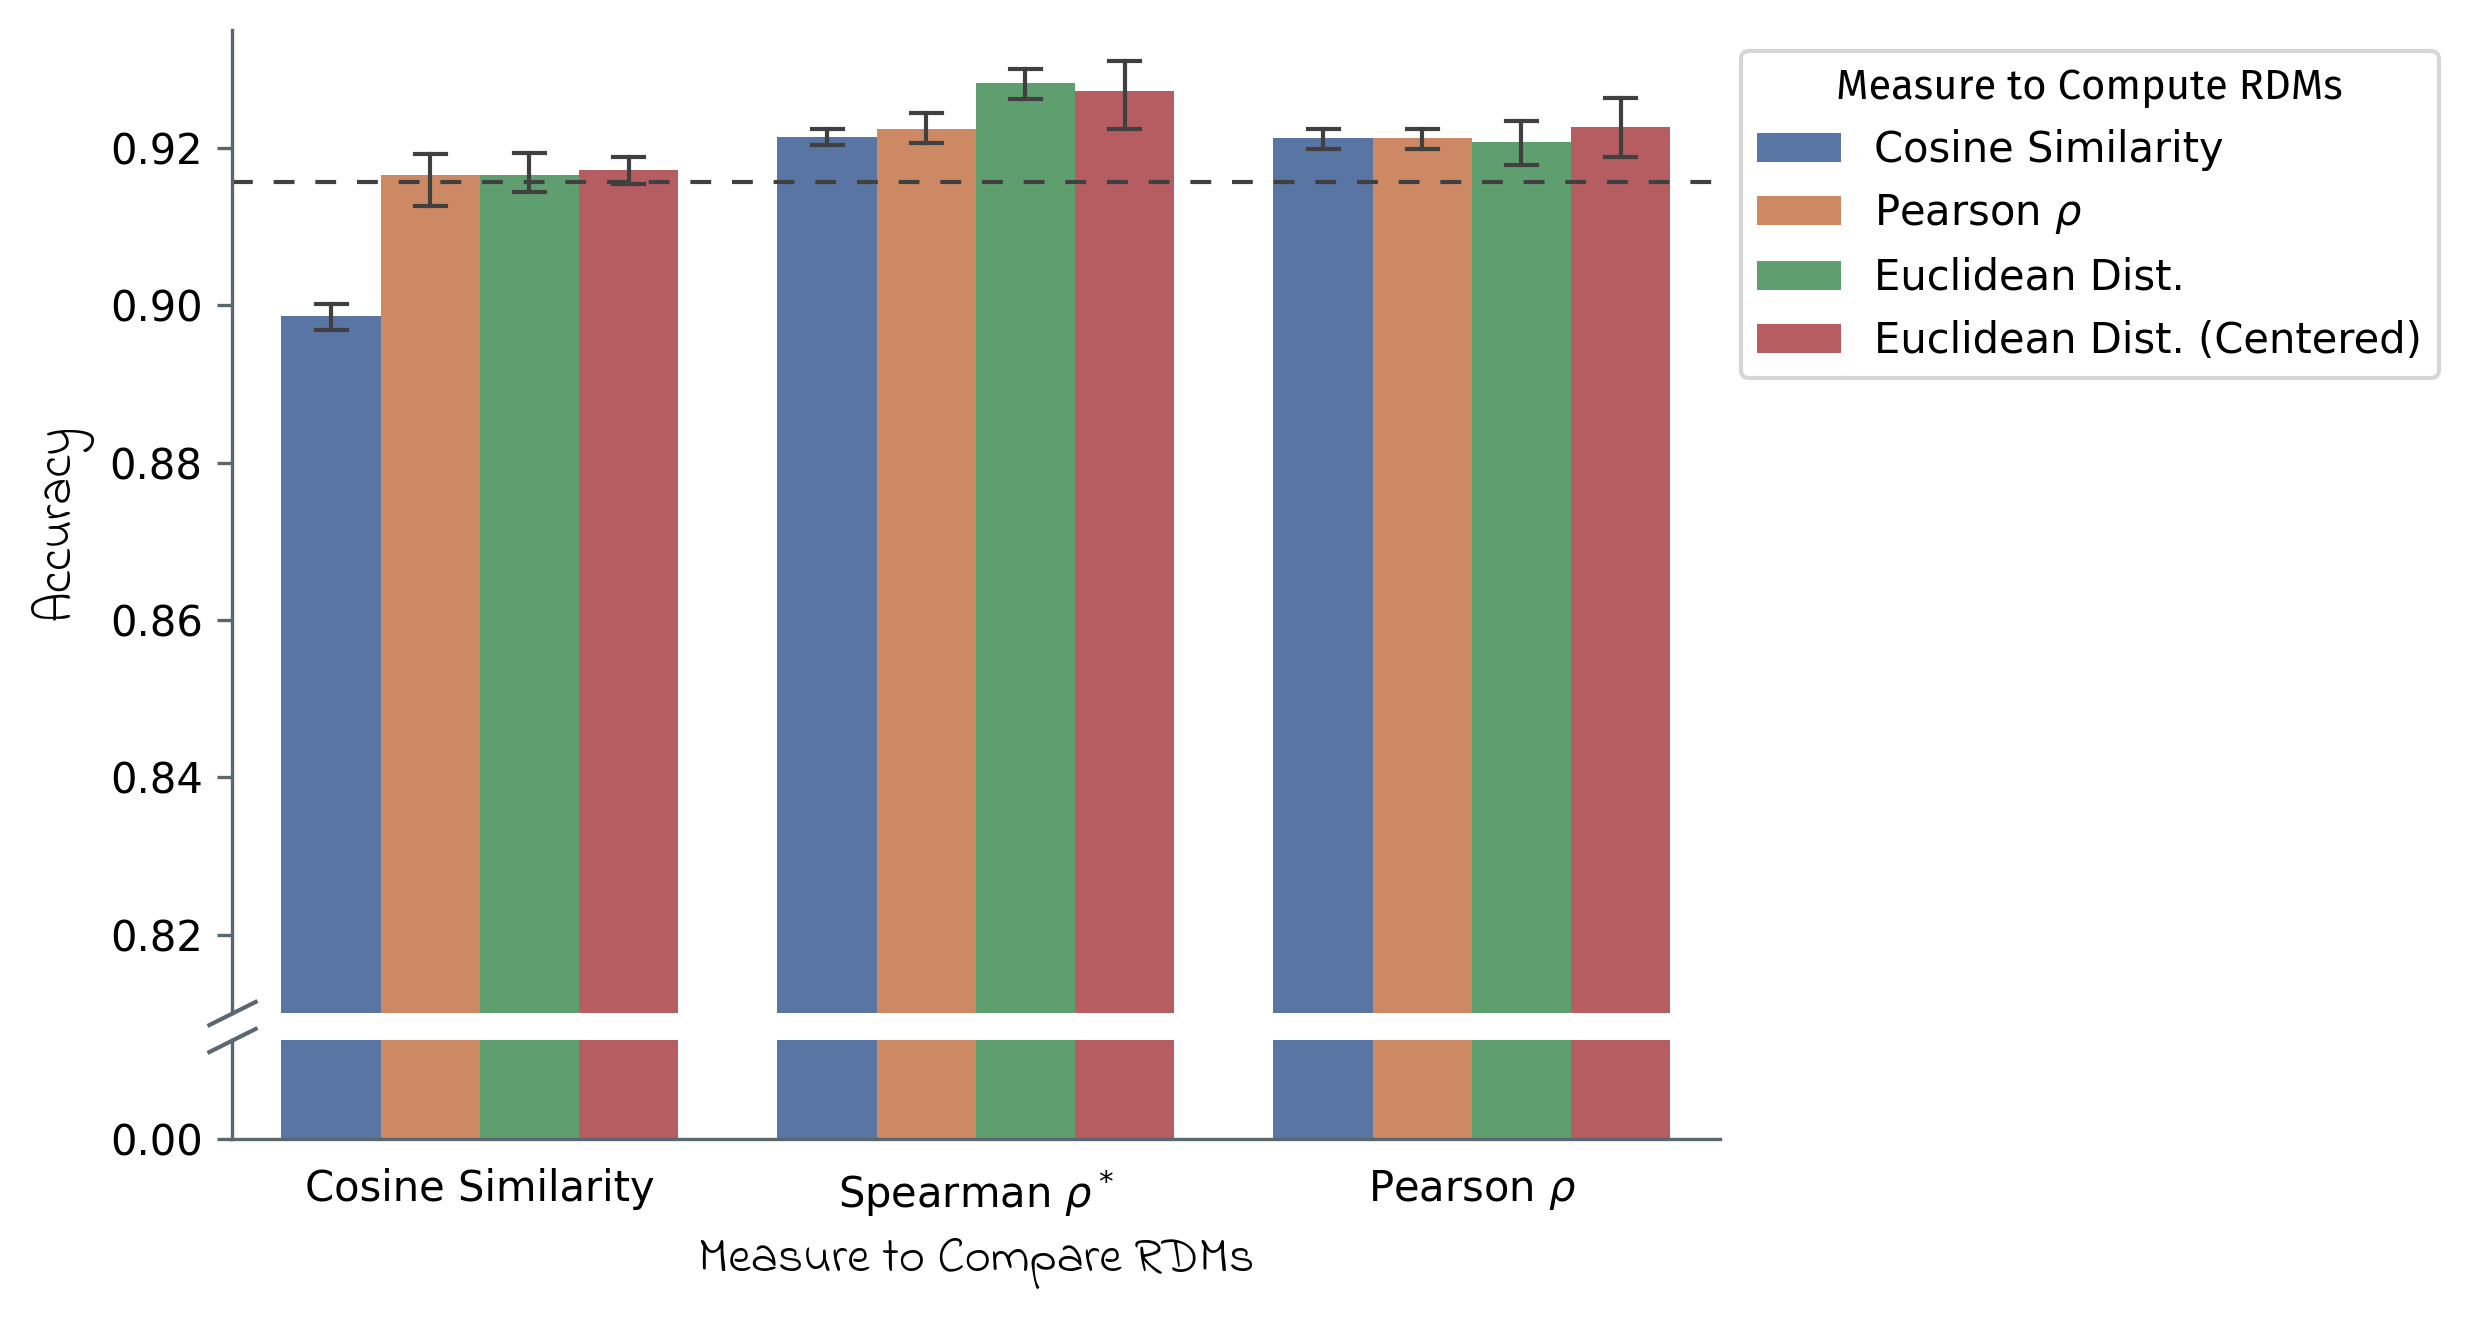 Accuracy
0.92
0.90
0.88
0.86
0.84
0.82
0.00
Cosine Similarity
Spearman ρ*
Pearson ρ
Measure to Compare RDMs
Measure to Compute RDMs
Cosine Similarity
Pearson ρ
Euclidean Dist.
Euclidean Dist. (Centered)